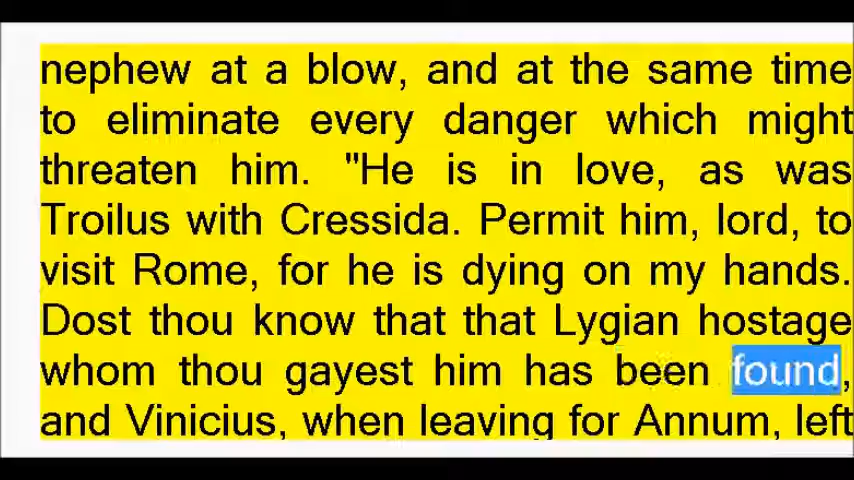 nephew at a blow, and at the same time
to eliminate every danger which might
threaten him. "He is in love, as was
Troilus with Cressida. Permit him, lord, to
visit Rome, for he is dying on my hands.
Dost thou know that that Lygian hostage
whom thou gayest him has been found,
and Vinicius, when leaving for Annum, left